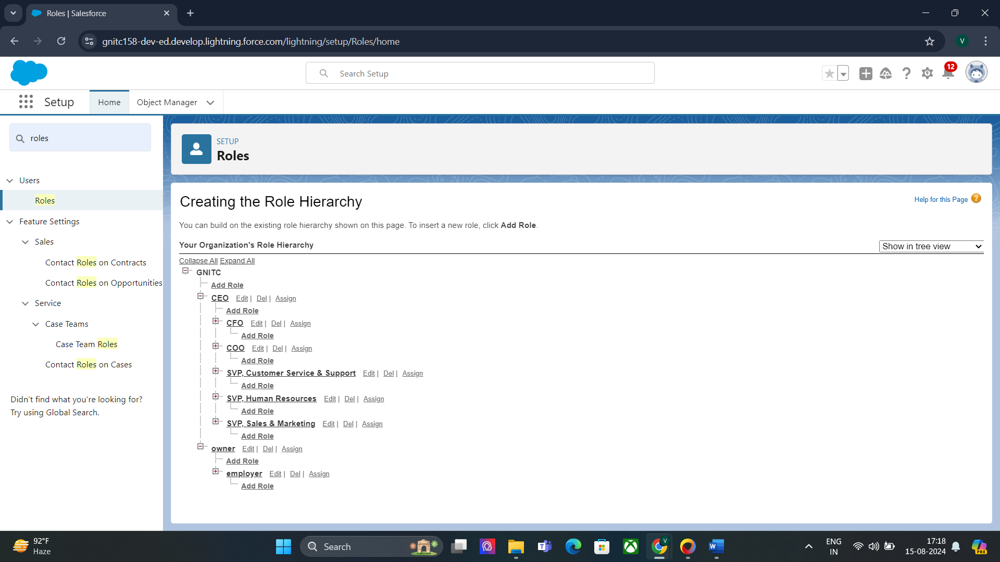 Roles | Salesforce
gnitc158-dev-ed.develop.lightning.force.com/lightning/setup/Roles/home
V
Search Setup
12
Setup
Home
Object Manager
roles
Users
Roles
Feature Settings
Sales
Contact Roles on Contracts
Contact Roles on Opportunities
Service
Case Teams
Case Team Roles
Contact Roles on Cases
Didn't find what you're looking for?
Try using Global Search.
SETUP
Roles
Creating the Role Hierarchy
Help for this Page ?
You can build on the existing role hierarchy shown on this page. To insert a new role, click Add Role.
Your Organization's Role Hierarchy
Show in tree view
Collapse All Expand All
GNITC
Add Role
CEO Edit | Del | Assign
Add Role
CFO Edit | Del | Assign
Add Role
COO Edit | Del | Assign
Add Role
SVP, Customer Service & Support Edit | Del | Assign
Add Role
SVP, Human Resources Edit | Del | Assign
Add Role
SVP, Sales & Marketing Edit | Del | Assign
Add Role
owner Edit | Del | Assign
Add Role
employer Edit | Del | Assign
Add Role
92°F
Haze
Search
V
W
ENG
IN
17:18
15-08-2024
PRE